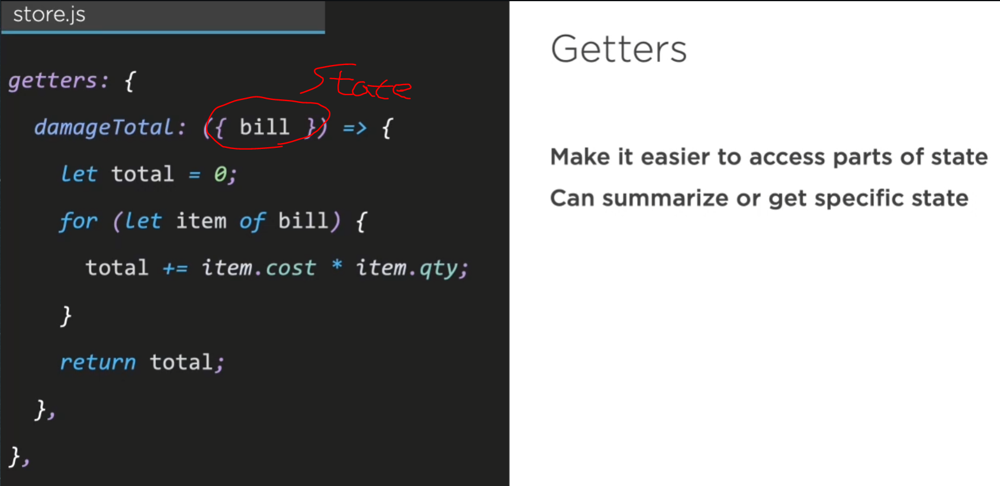 store.js
getters: {
State
damageTotal: ({ bill }) => {
let total = 0;
for (let item of bill) {
total += item.cost * item.qty;
}
return total;
},
},
Getters
Make it easier to access parts of state
Can summarize or get specific state